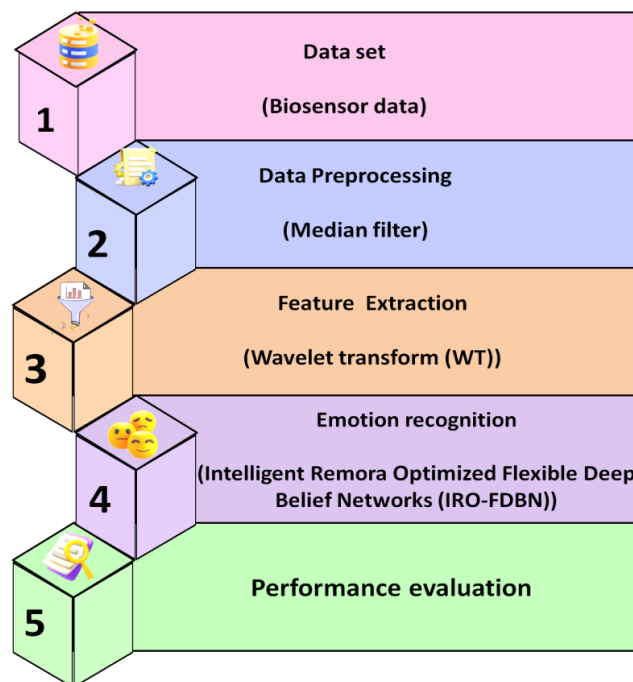 1
Data set
(Biosensor data)
2
Data Preprocessing
(Median filter)
3
Feature Extraction
(Wavelet transform (WT))
4
Emotion recognition
(Intelligent Remora Optimized Flexible Deep
Belief Networks (IRO-FDBN))
5
Performance evaluation